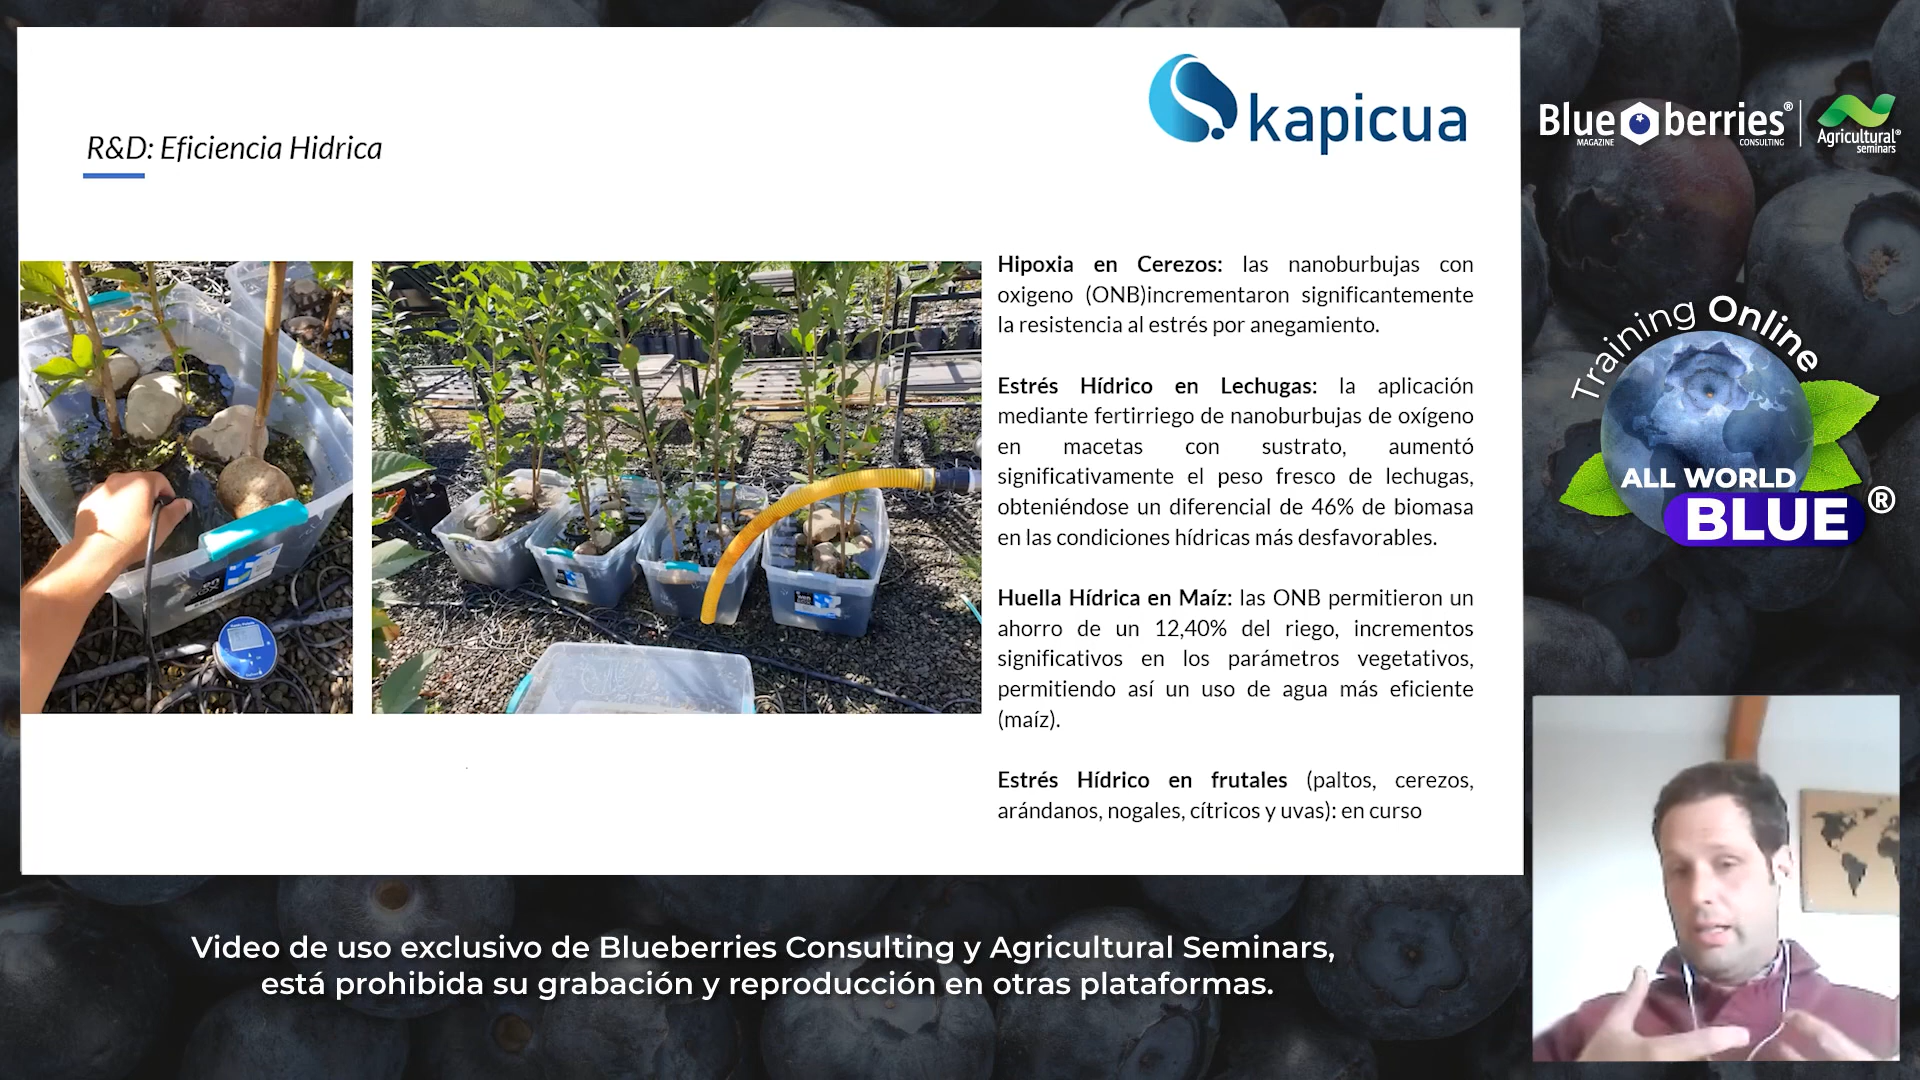 R&D: Eficiencia Hidrica
kapicua
Hipoxia en Cerezos: las nanoburbujas con
oxigeno (ONB)incrementaron significantemente
la resistencia al estrés por anegamiento.
Estrés Hídrico en Lechugas: la aplicación
mediante fertirriego de nanoburbujas de oxígeno
en macetas con sustrato, aumentó
significativamente el peso fresco de lechugas,
obteniéndose un diferencial de 46% de biomasa
en las condiciones hídricas más desfavorables.
Huella Hídrica en Maíz: las ONB permitieron un
ahorro de un 12,40% del riego, incrementos
significativos en los parámetros vegetativos,
permitiendo así un uso de agua más eficiente
(maíz).
Estrés Hídrico en frutales (paltos, cerezos,
arándanos, nogales, cítricos y uvas): en curso
Blueberries®
MAGAZINE
CONSULTING
Agricultural®
seminars
Training Online
ALL WORLD
BLUE®
Video de uso exclusivo de Blueberries Consulting y Agricultural Seminars,
está prohibida su grabación y reproducción en otras plataformas.